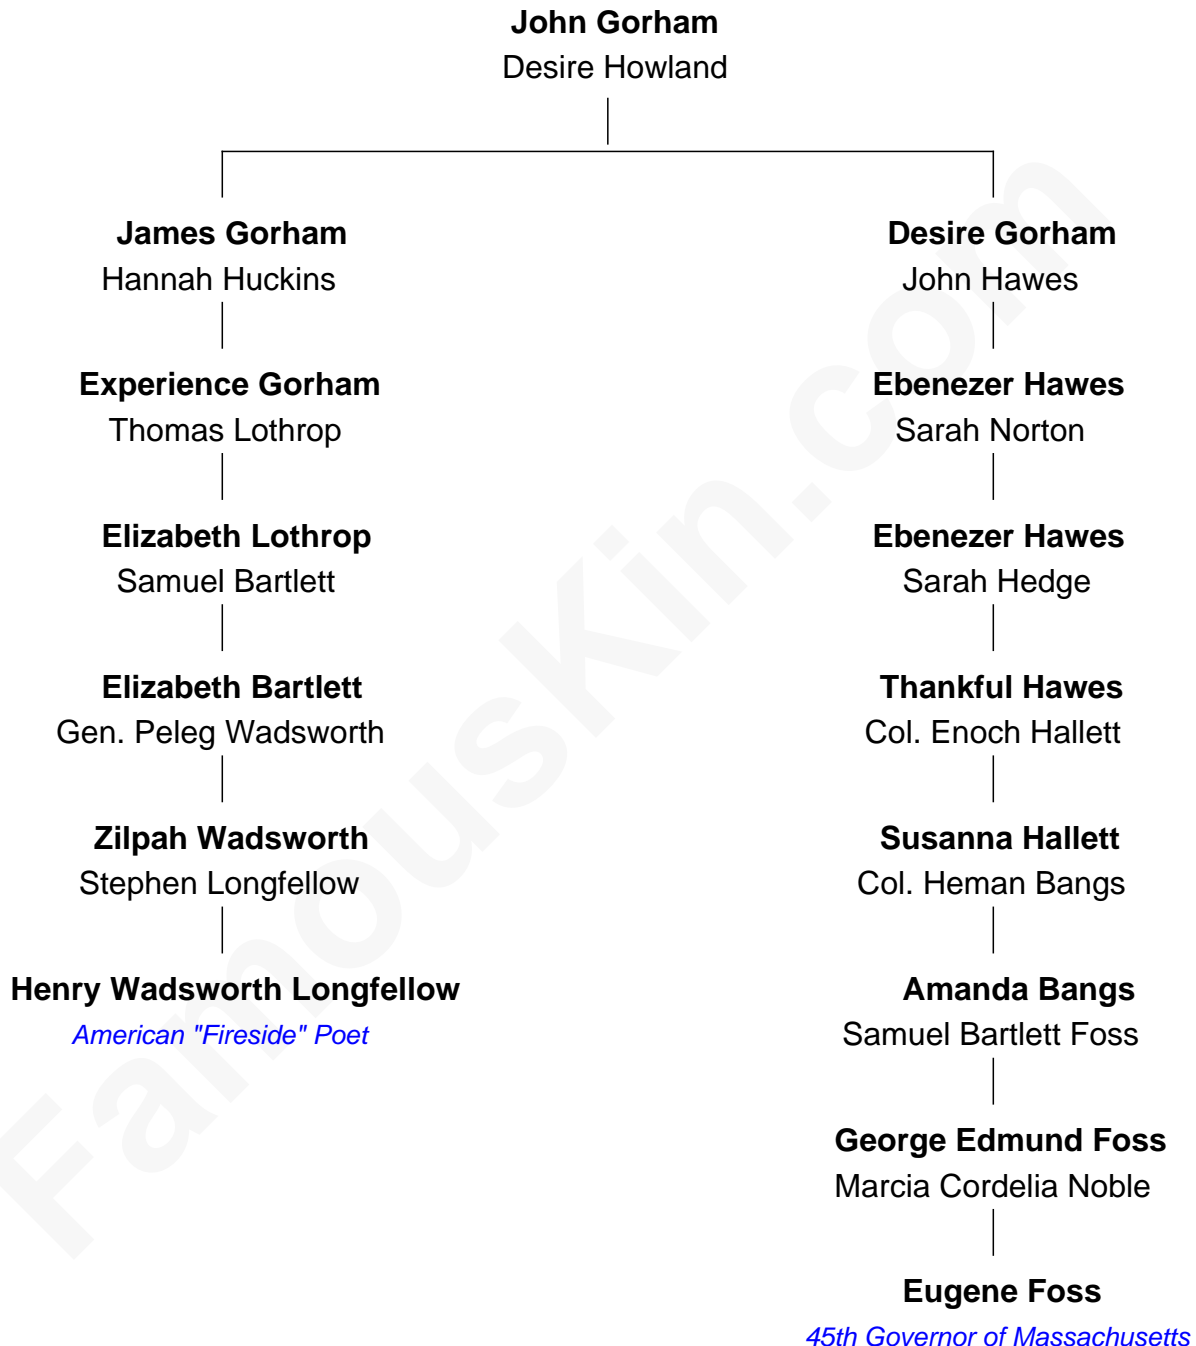 John Gorham
Desire Howland
James Gorham
Hannah Huckins
Experience Gorham
Thomas Lothrop
Elizabeth Lothrop
Samuel Bartlett
Elizabeth Bartlett
Gen. Peleg Wadsworth
Zilpah Wadsworth
Stephen Longfellow
Henry Wadsworth Longfellow
American "Fireside" Poet
Desire Gorham
John Hawes
Ebenezer Hawes
Sarah Norton
Ebenezer Hawes
Sarah Hedge
Thankful Hawes
Col. Enoch Hallett
Susanna Hallett
Col. Heman Bangs
Amanda Bangs
Samuel Bartlett Foss
George Edmund Foss
Marcia Cordelia Noble
Eugene Foss
45th Governor of Massachusetts
FamousKin.com